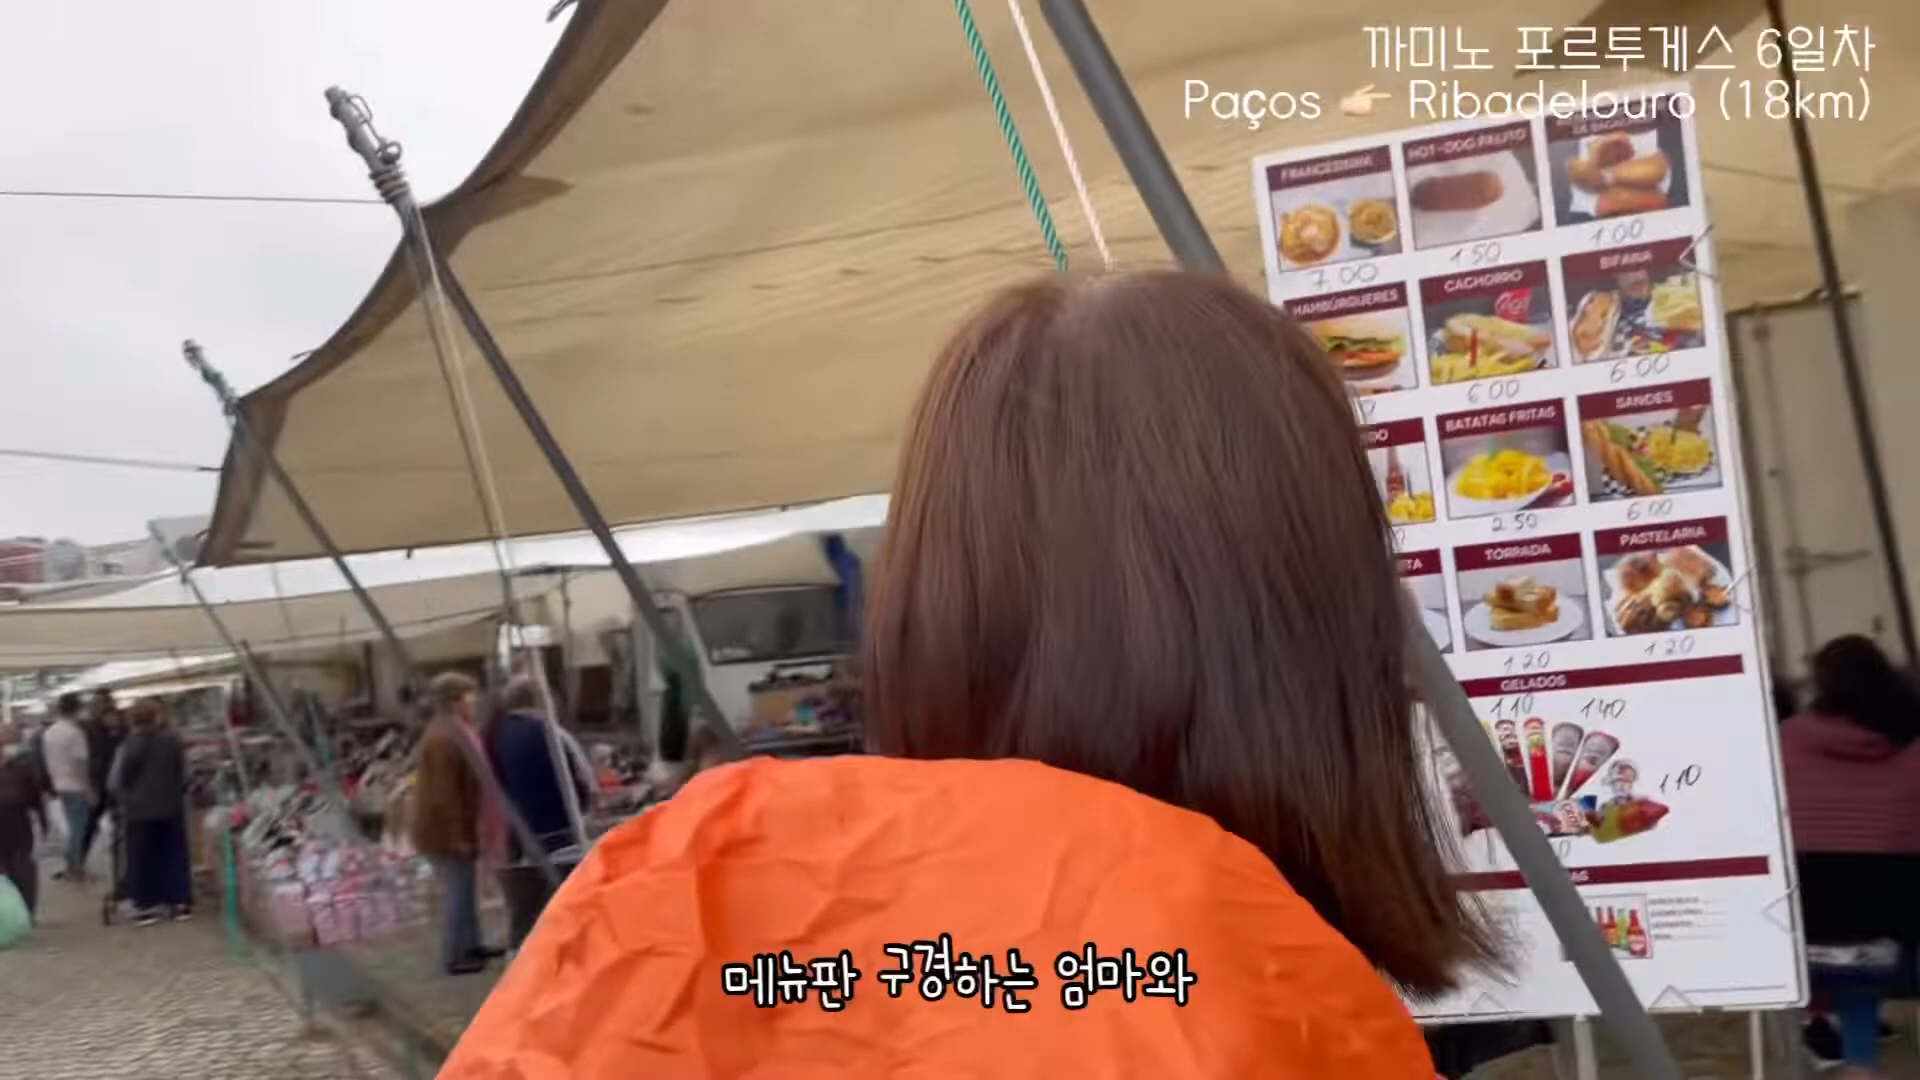 까미노 포르투게스 6일차
Paços 👉🏻 Ribadelouro (18km)
FRANCESINHA
HOT-DOG PALITO
7.00
1.50
1.00
HAMBÚRGUERES
CACHORRO
BIFANA
6.00
6.00
BATATAS FRITAS
SANDES
2.50
6.00
TORRADA
PASTELARIA
1.20
1.20
GELADOS
1.10
1.40
1.10
메뉴판 구경하는 엄마와